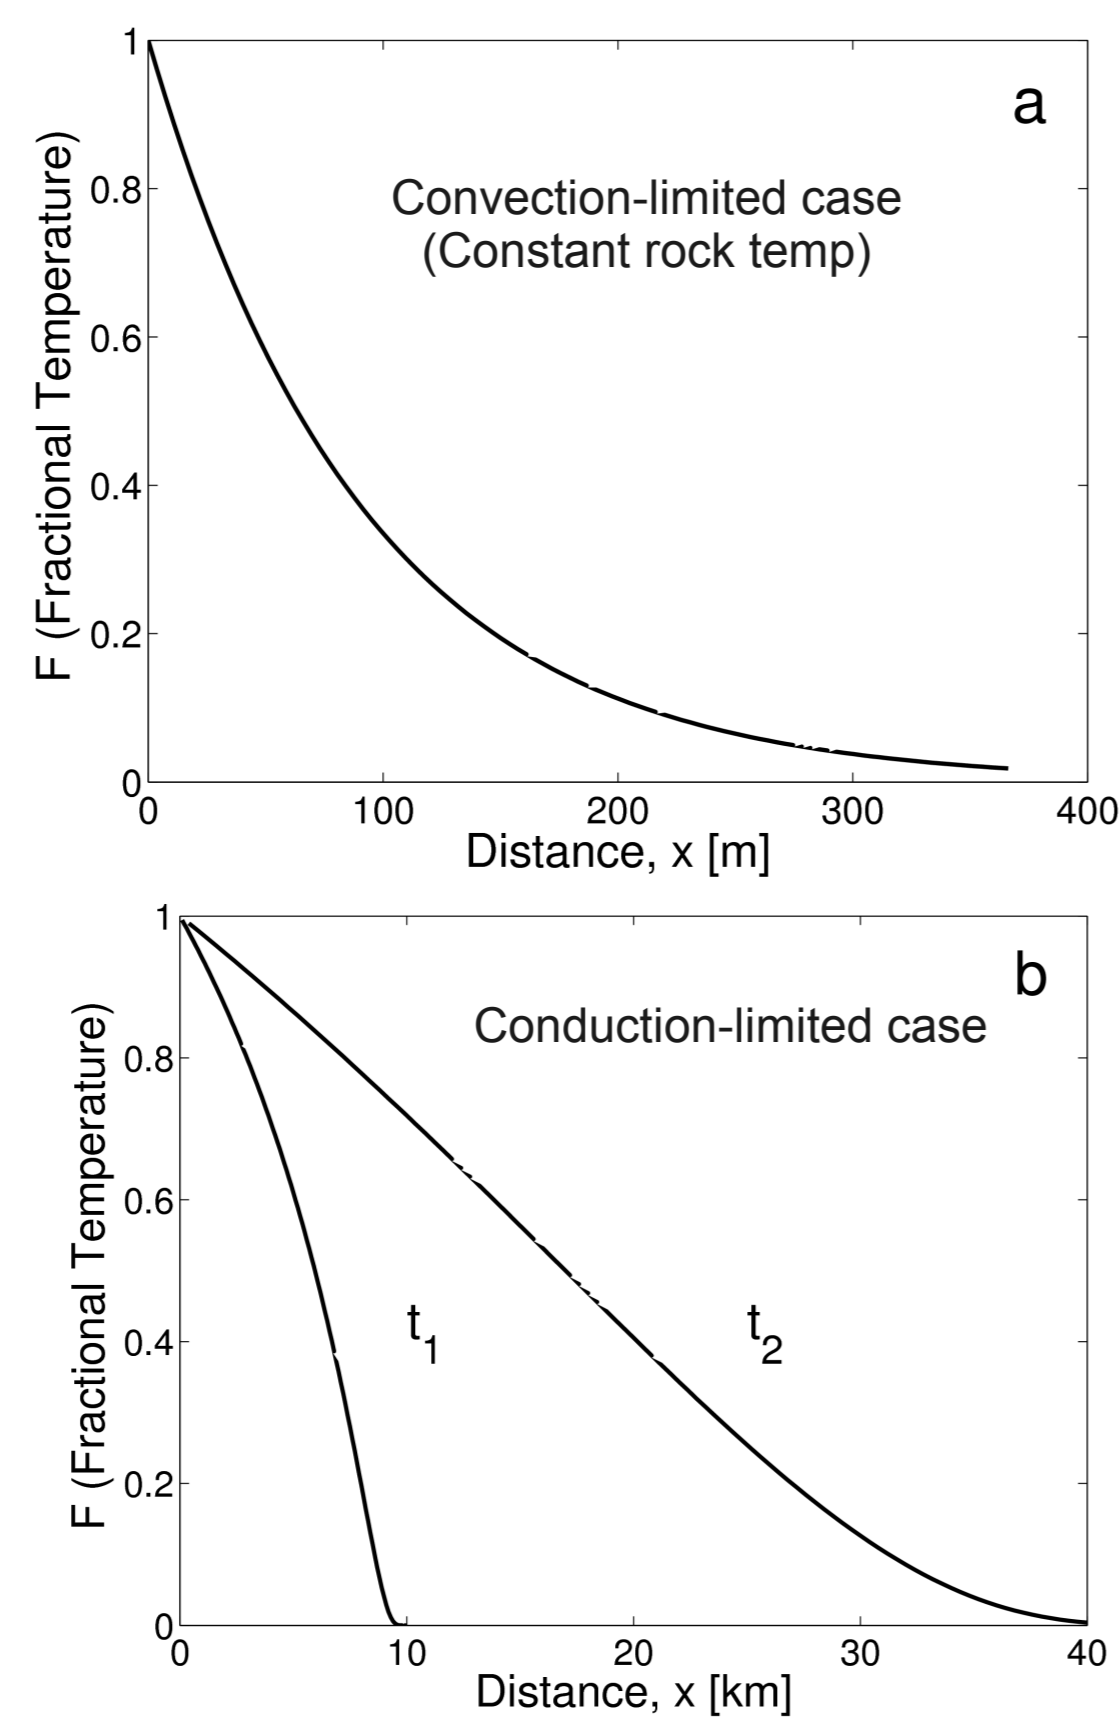 a
Convection-limited case
(Constant rock temp)
F (Fractional Temperature)
1
0.8
0.6
0.4
0.2
0
0 100 200 300 400
Distance, x [m]
b
Conduction-limited case
F (Fractional Temperature)
1
0.8
0.6
0.4
0.2
0
t1 t2
0 10 20 30 40
Distance, x [km]